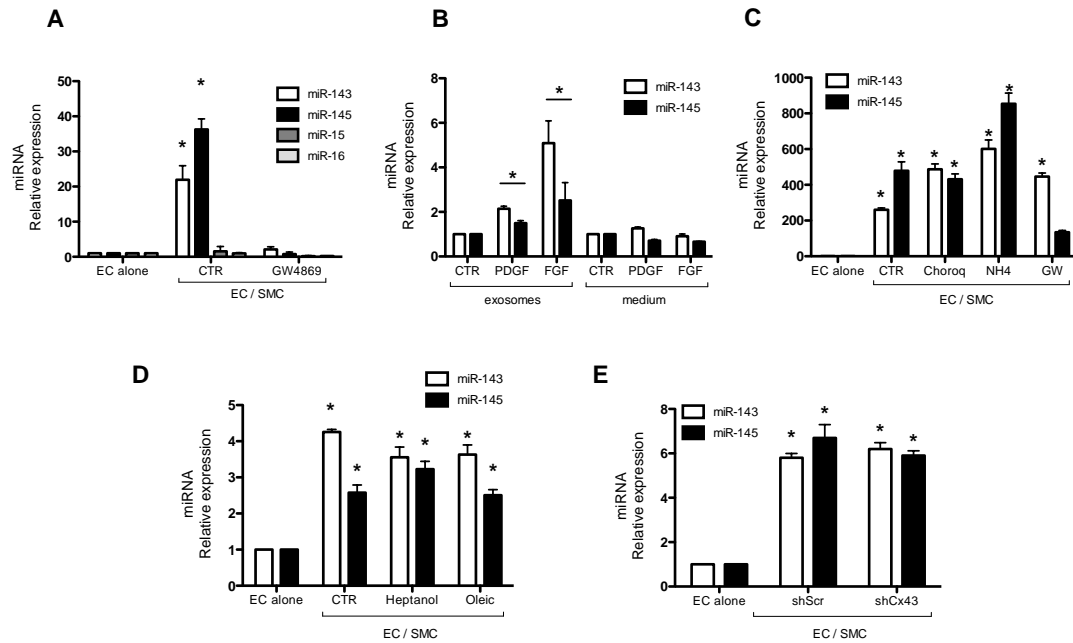 A
miRNA
Relative expression
50
40
30
20
10
0
*
*
miR-143
miR-145
miR-15
miR-16
EC alone
CTR
GW4869
EC / SMC
B
miRNA
Relative expression
8
6
4
2
0
*
*
miR-143
miR-145
CTR PDGF FGF CTR PDGF FGF
exosomes medium
C
miRNA
Relative expression
1000
800
600
400
200
0
miR-143
miR-145
* * * * * * *
EC alone CTR Choroq NH4 GW
EC / SMC
D
miRNA
Relative expression
5
4
3
2
1
0
miR-143
miR-145
* * * * * *
EC alone CTR Heptanol Oleic
EC / SMC
E
miRNA
Relative expression
8
6
4
2
0
miR-143
miR-145
* * * *
EC alone shScr shCx43
EC / SMC